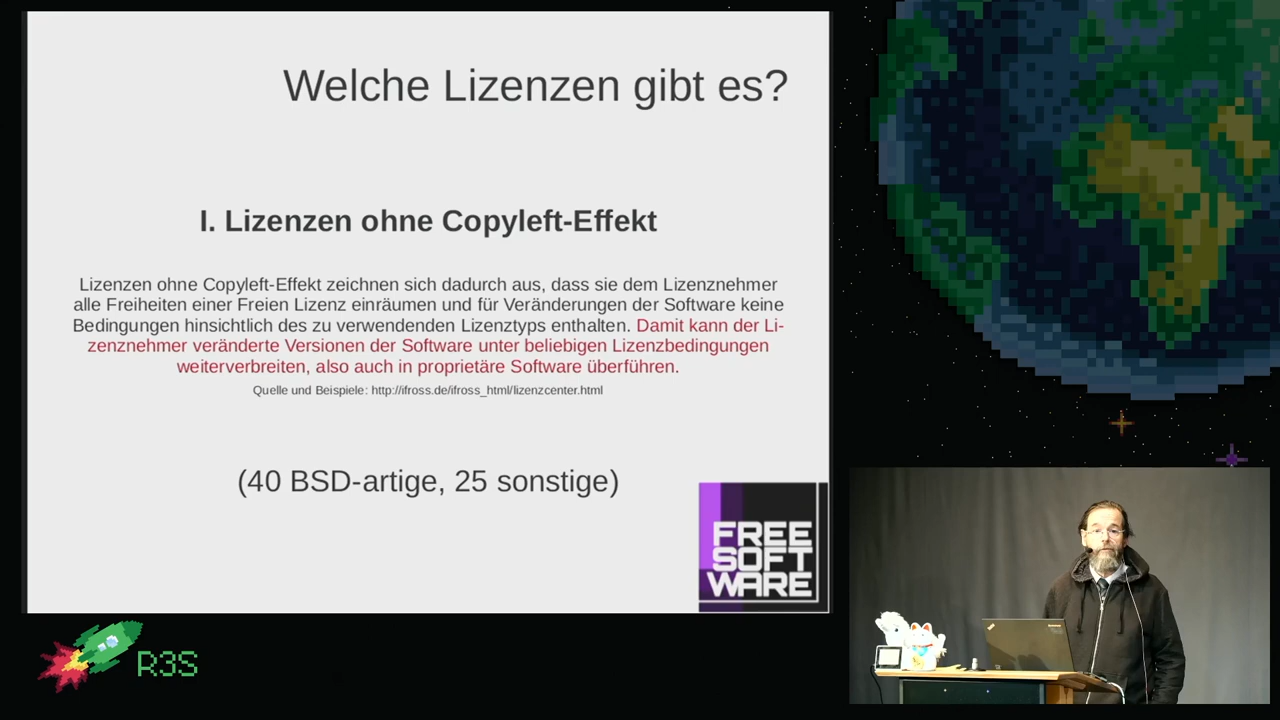 Welche Lizenzen gibt es?
I. Lizenzen ohne Copyleft-Effekt
Lizenzen ohne Copyleft-Effekt zeichnen sich dadurch aus, dass sie dem Lizenznehmer
alle Freiheiten einer Freien Lizenz einräumen und für Veränderungen der Software keine
Bedingungen hinsichtlich des zu verwendenden Lizenztyps enthalten. Damit kann der Li-
zenznehmer veränderte Versionen der Software unter beliebigen Lizenzbedingungen
weiterverbreiten, also auch in proprietäre Software überführen.
Quelle und Beispiele: http://ifross.de/ifross_html/lizenzcenter.html
(40 BSD-artige, 25 sonstige)
FREE
SOFT
WARE
R3S